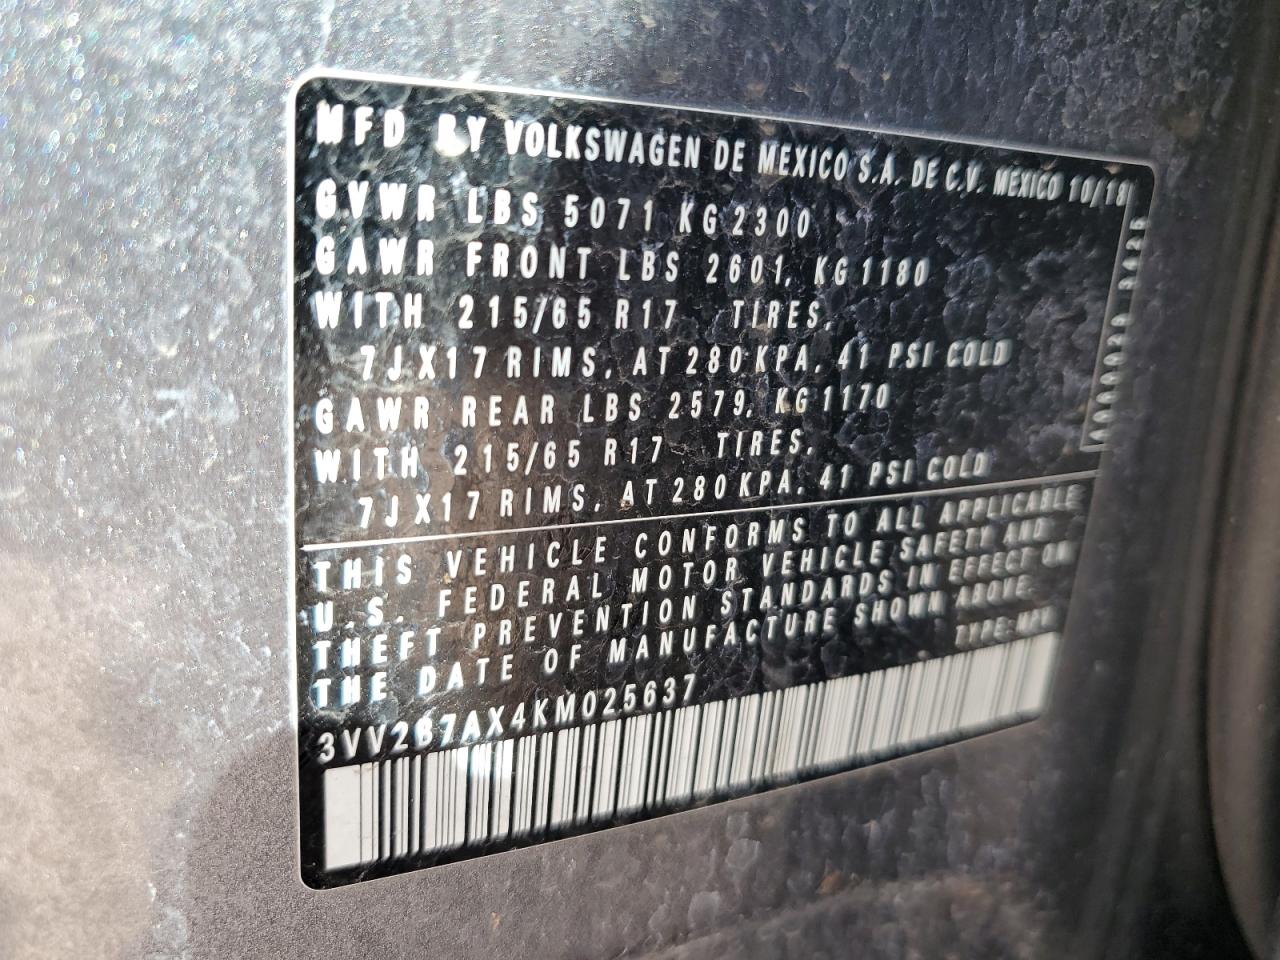 MFD BY VOLKSWAGEN DE MEXICO S.A. DE C.V. MEXICO 10/18
GVWR LBS 5071 KG 2300
GAWR FRONT LBS 2601, KG 1180
WITH 215/65 R17 TIRES,
7JX17 RIMS, AT 280 KPA, 41 PSI COLD
GAWR REAR LBS 2579, KG 1170
WITH 215/65 R17 TIRES,
7JX17 RIMS, AT 280 KPA, 41 PSI COLD
THIS VEHICLE CONFORMS TO ALL APPLICABLE
U.S. FEDERAL MOTOR VEHICLE SAFETY AND
THEFT PREVENTION STANDARDS IN EFFECT ON
THE DATE OF MANUFACTURE SHOWN ABOVE.
TYPE: MPV
3VV2B7AX4KM025637